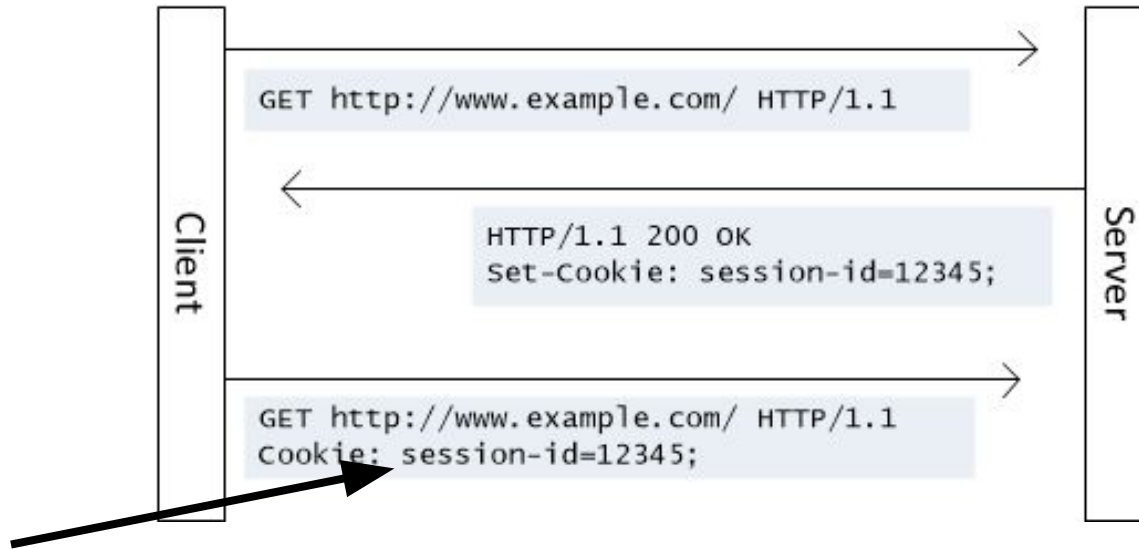 GET http://www.example.com/ HTTP/1.1
Client
HTTP/1.1 200 OK
Set-Cookie: session-id=12345;
Server
GET http://www.example.com/ HTTP/1.1
Cookie: session-id=12345;